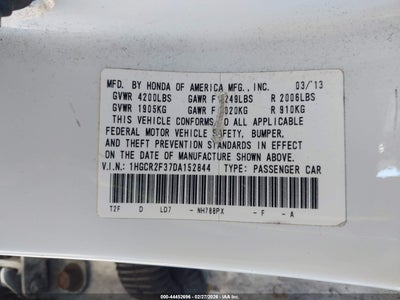 MFD. BY HONDA OF AMERICA MFG., INC. 03/13
GVWR 4200LBS GAWR F 2249LBS R 2006LBS
GVWR 1905KG GAWR F 1020KG R 910KG
THIS VEHICLE CONFORMS TO ALL APPLICABLE
FEDERAL MOTOR VEHICLE SAFETY, BUMPER,
AND THEFT PREVENTION STANDARDS IN EFFECT
ON THE DATE OF MANUFACTURE SHOWN ABOVE.
V.I.N.: 1HGCR2F37DA152844 TYPE: PASSENGER CAR
T2F D LD7 - NH788PX - F - A
000-44452696 - 02/27/2026 - IAA